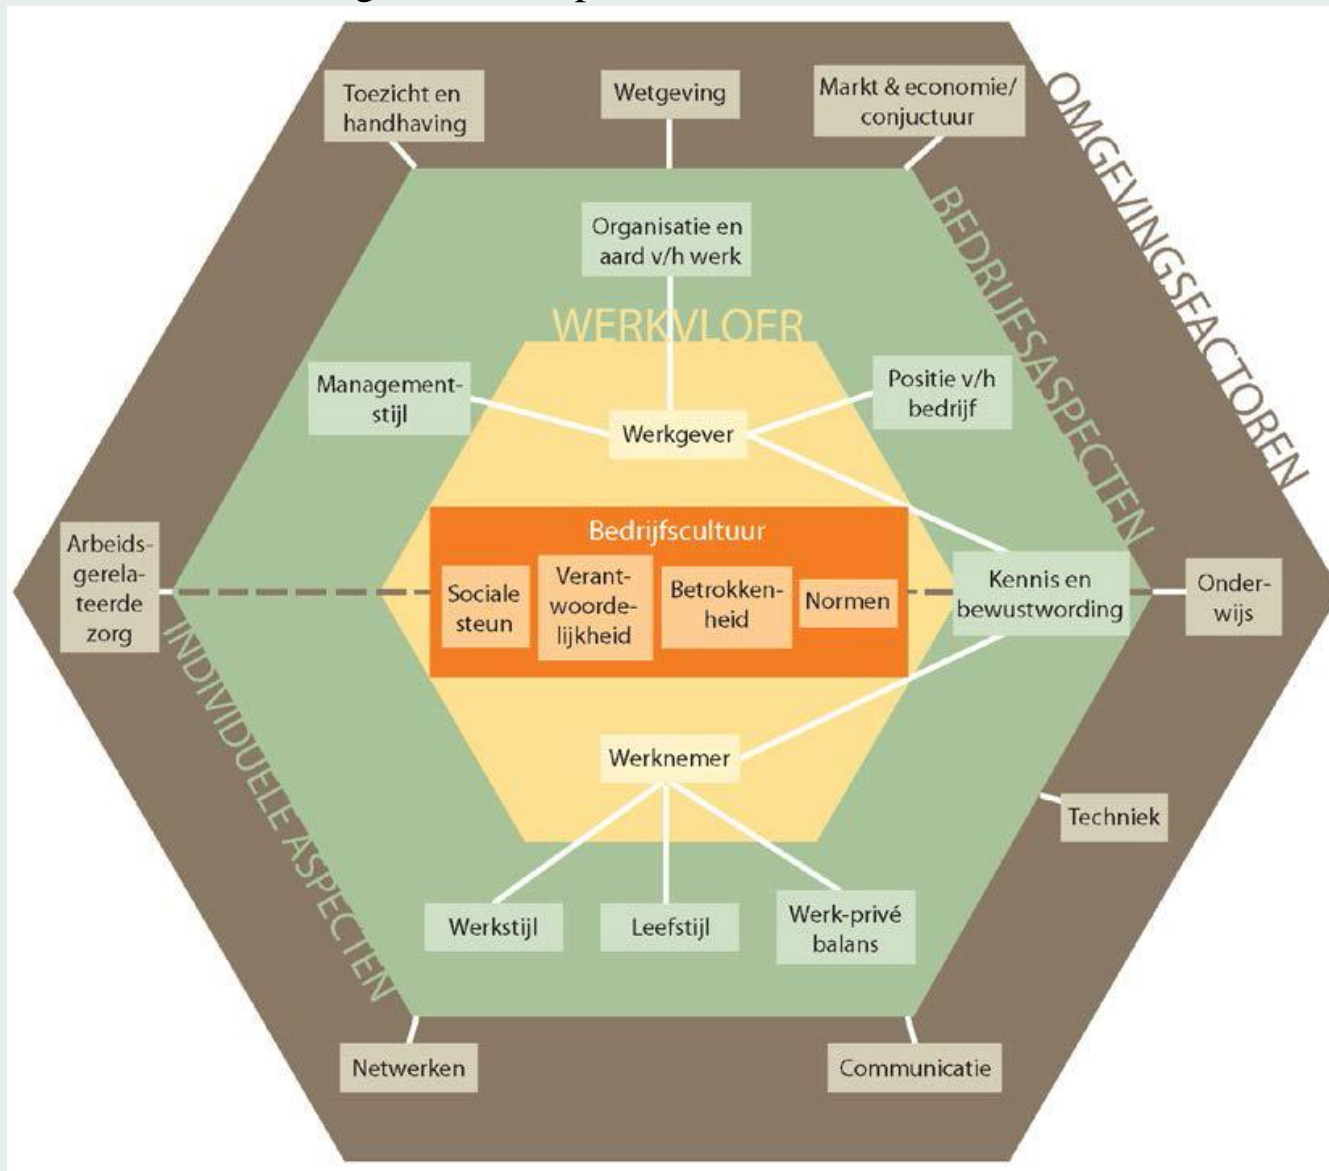 Toezicht en
handhaving
Wetgeving
Markt & economie/
conjuctuur
OMGEVINGSFACTOREN
BEDRIJFSASPECTEN
Organisatie en
aard v/h werk
WERKVLOER
Management-
stijl
Positie v/h
bedrijf
Werkgever
Bedrijfscultuur
Sociale
steun
Verant-
woorde-
lijkheid
Betrokken-
heid
Normen
Arbeids-
gerela-
teerde
zorg
Kennis en
bewustwording
Onder-
wijs
INDIVIDUELE ASPECTEN
Werknemer
Techniek
Werkstijl
Leefstijl
Werk-privé
balans
Netwerken
Communicatie